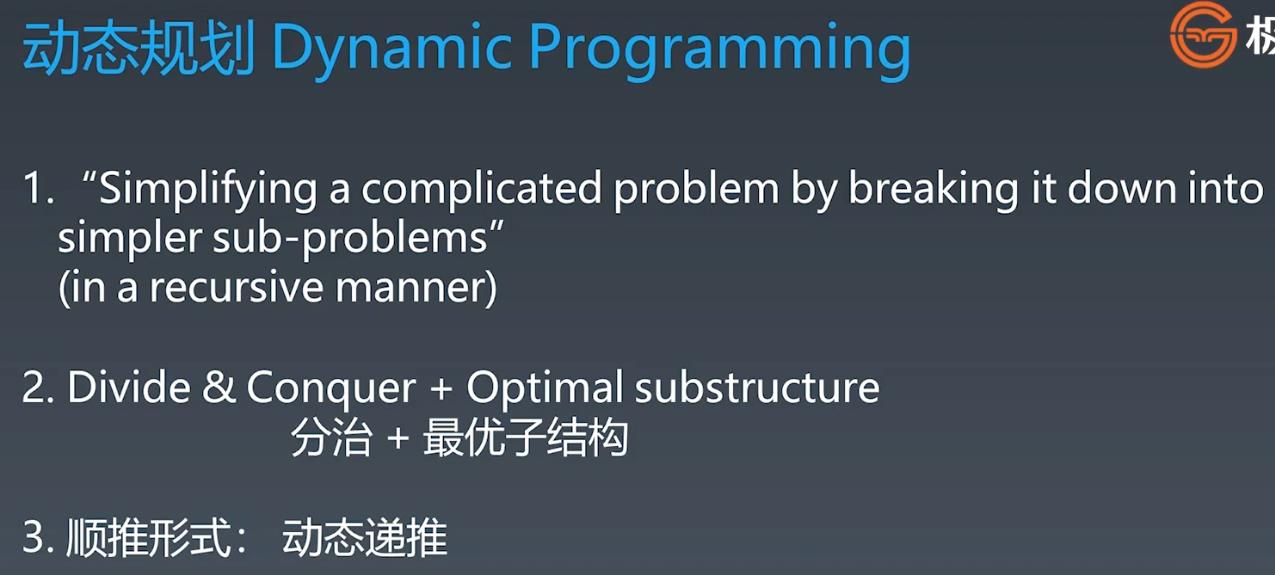 动态规划 Dynamic Programming
极
1. “Simplifying a complicated problem by breaking it down into
simpler sub-problems”
(in a recursive manner)
2. Divide & Conquer + Optimal substructure
分治 + 最优子结构
3. 顺推形式： 动态递推